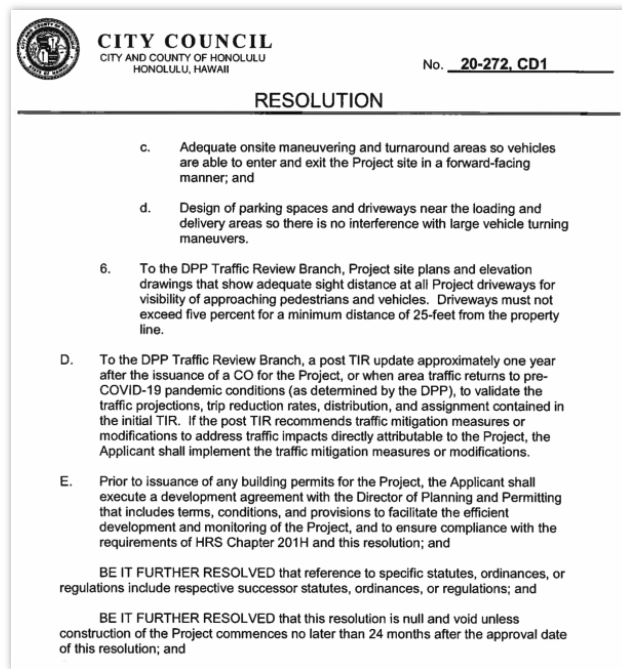 CITY COUNCIL
CITY AND COUNTY OF HONOLULU
HONOLULU, HAWAII
No. 20-272, CD1
RESOLUTION
c. Adequate onsite maneuvering and turnaround areas so vehicles
are able to enter and exit the Project site in a forward-facing
manner; and
d. Design of parking spaces and driveways near the loading and
delivery areas so there is no interference with large vehicle turning
maneuvers.
6. To the DPP Traffic Review Branch, Project site plans and elevation
drawings that show adequate sight distance at all Project driveways for
visibility of approaching pedestrians and vehicles. Driveways must not
exceed five percent for a minimum distance of 25-feet from the property
line.
D. To the DPP Traffic Review Branch, a post TIR update approximately one year
after the issuance of a CO for the Project, or when area traffic returns to pre-
COVID-19 pandemic conditions (as determined by the DPP), to validate the
traffic projections, trip reduction rates, distribution, and assignment contained in
the initial TIR. If the post TIR recommends traffic mitigation measures or
modifications to address traffic impacts directly attributable to the Project, the
Applicant shall implement the traffic mitigation measures or modifications.
E. Prior to issuance of any building permits for the Project, the Applicant shall
execute a development agreement with the Director of Planning and Permitting
that includes terms, conditions, and provisions to facilitate the efficient
development and monitoring of the Project, and to ensure compliance with the
requirements of HRS Chapter 201H and this resolution; and
BE IT FURTHER RESOLVED that reference to specific statutes, ordinances, or
regulations include respective successor statutes, ordinances, or regulations; and
BE IT FURTHER RESOLVED that this resolution is null and void unless
construction of the Project commences no later than 24 months after the approval date
of this resolution; and